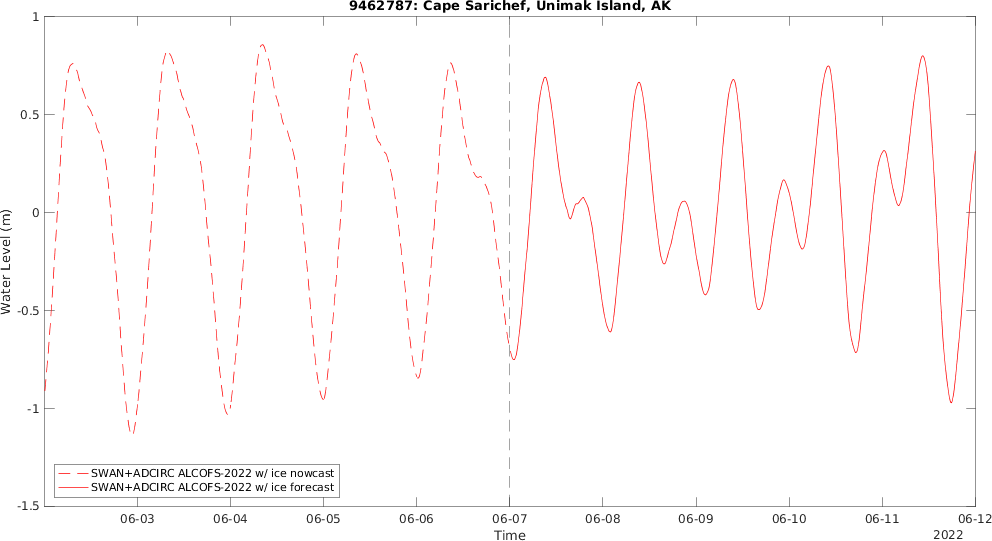 9462787: Cape Sarichef, Unimak Island, AK
1
0.5
0
-0.5
-1
-1.5
Water Level (m)
SWAN+ADCIRC ALCOFS-2022 w/ ice nowcast
SWAN+ADCIRC ALCOFS-2022 w/ ice forecast
06-03 06-04 06-05 06-06 06-07 06-08 06-09 06-10 06-11 06-12
Time
2022